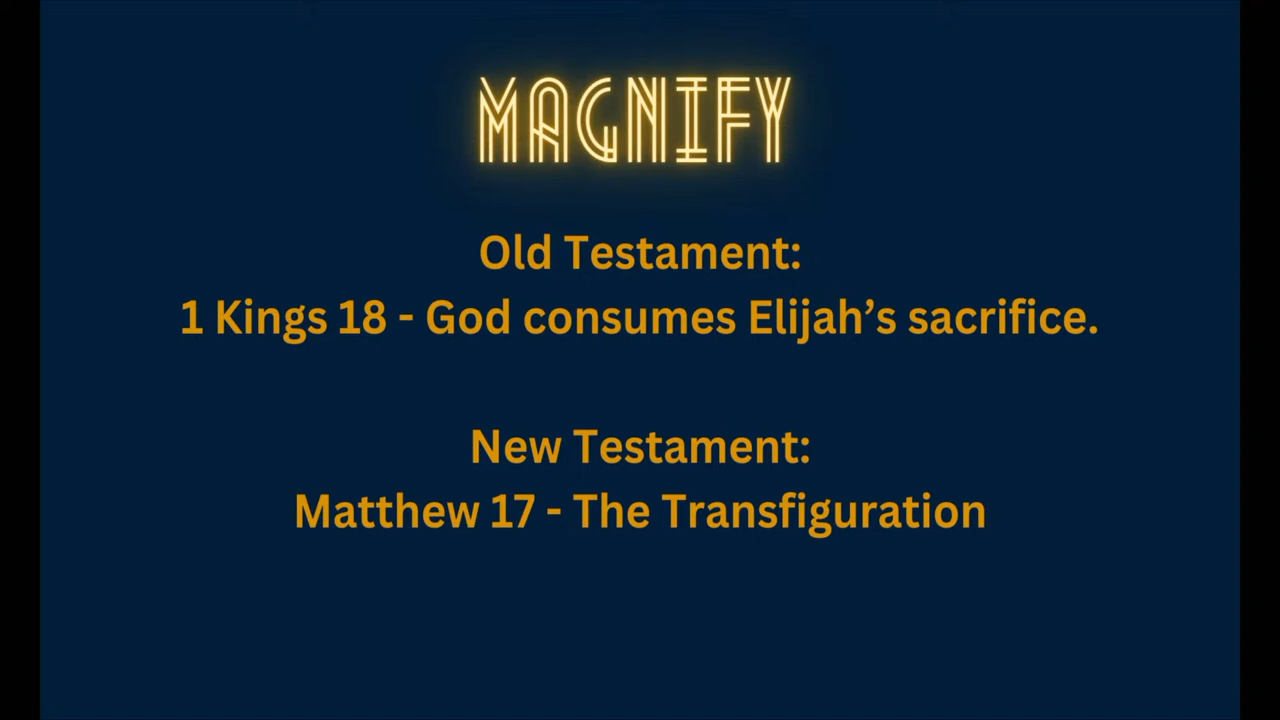 MAGNIFY
Old Testament:
1 Kings 18 - God consumes Elijah’s sacrifice.
New Testament:
Matthew 17 - The Transfiguration